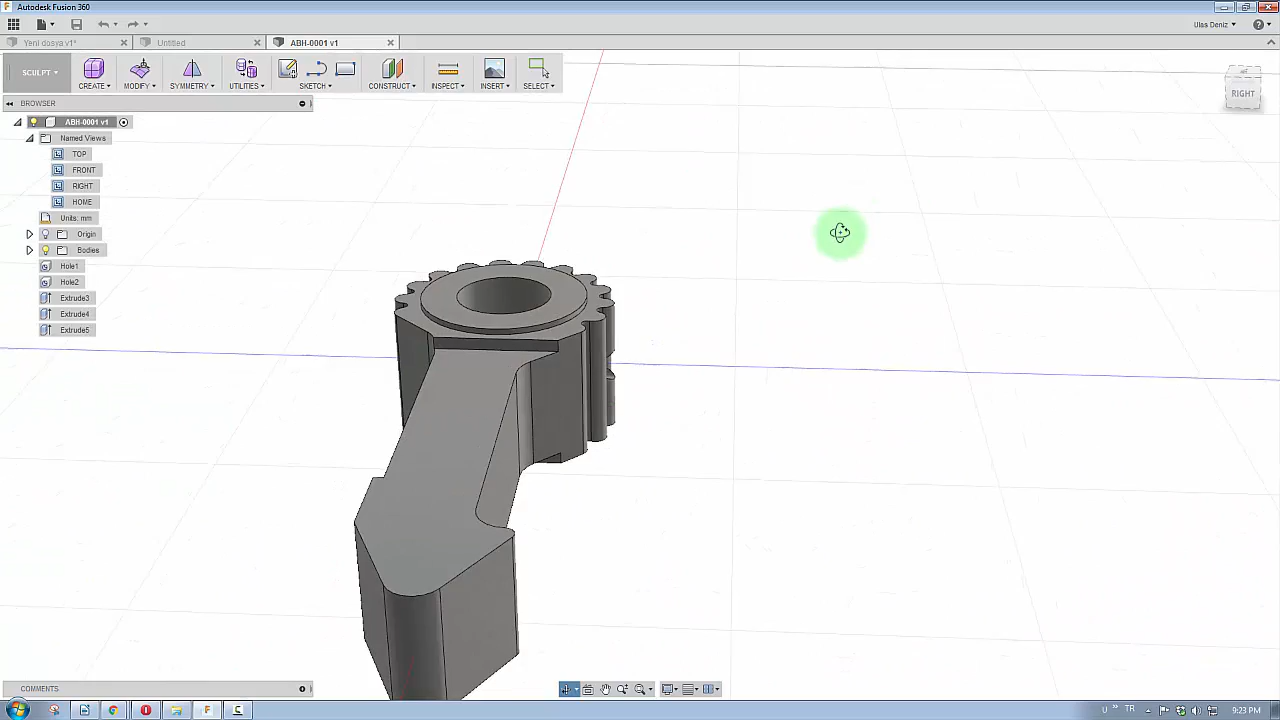 Autodesk Fusion 360
Ulas Deniz
Yeni dosya v1*
Untitled
ABH-0001 v1
SCULPT
CREATE
MODIFY
SYMMETRY
UTILITIES
SKETCH
CONSTRUCT
INSPECT
INSERT
SELECT
RIGHT
BROWSER
ABH-0001 v1
Named Views
TOP
FRONT
RIGHT
HOME
Units: mm
Origin
Bodies
Hole1
Hole2
Extrude3
Extrude4
Extrude5
COMMENTS
TR
9:23 PM